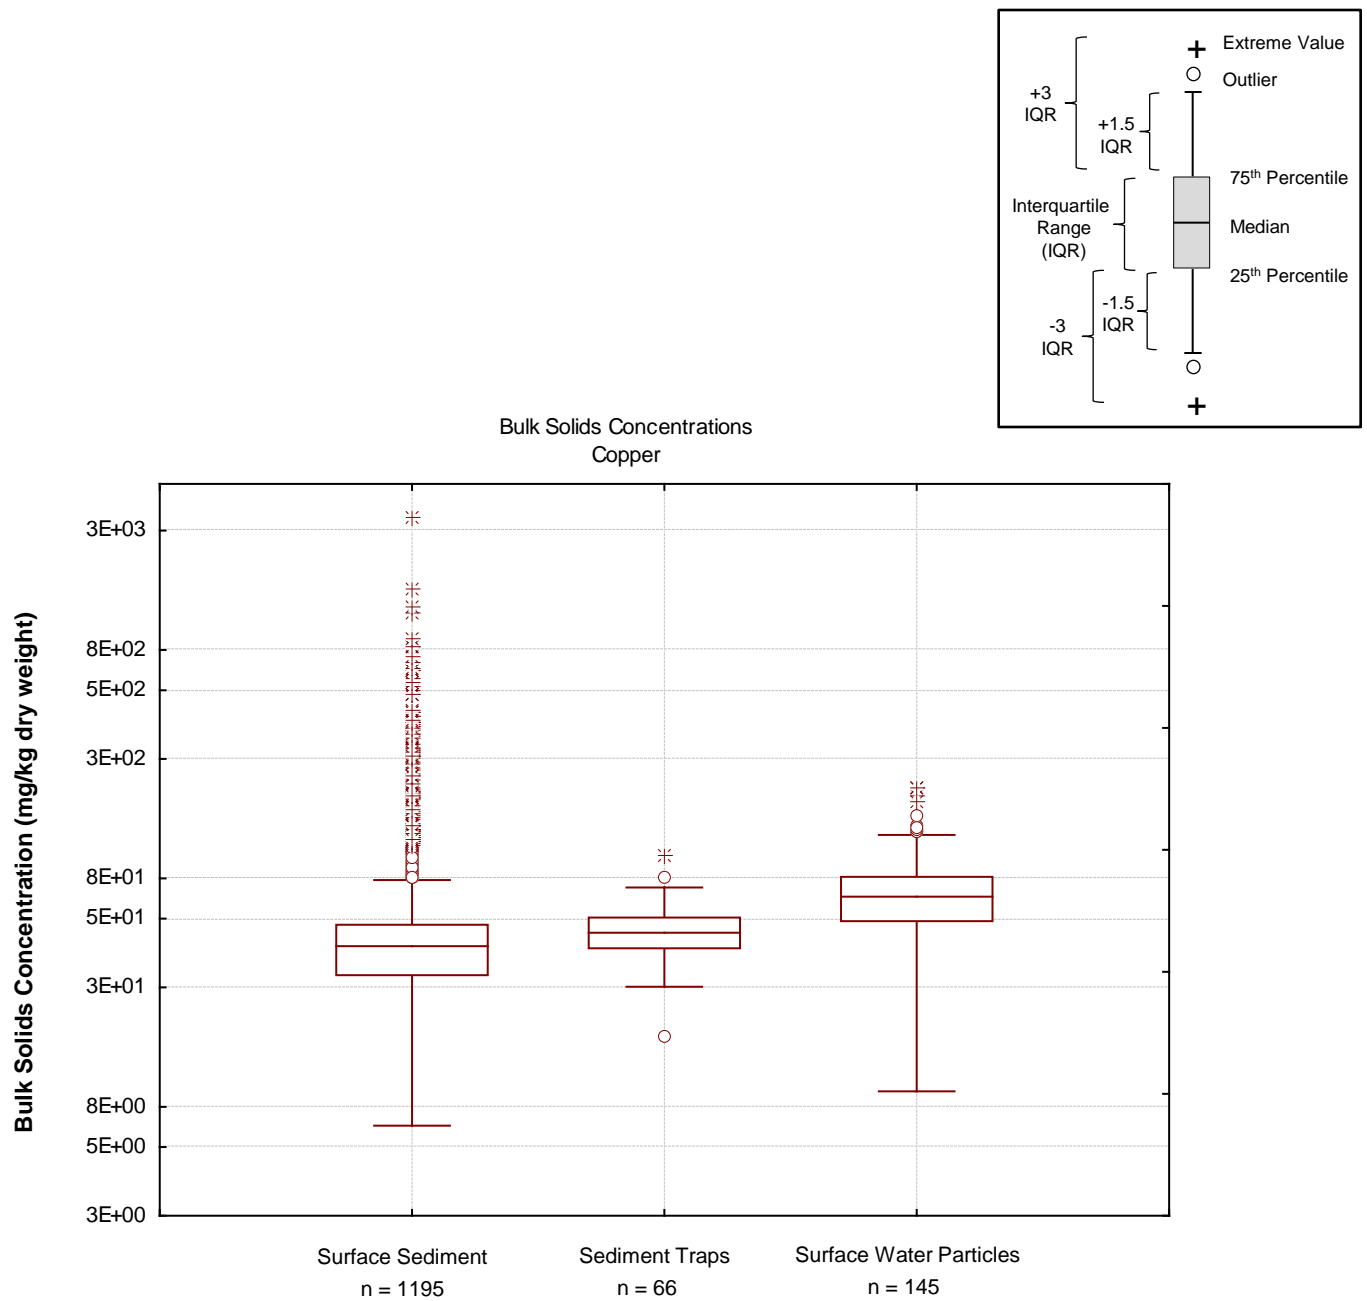 Extreme Value
Outlier
+3
IQR
+1.5
IQR
75th Percentile
Interquartile
Range
(IQR)
Median
25th Percentile
-1.5
IQR
-3
IQR
Bulk Solids Concentrations
Copper
Bulk Solids Concentration (mg/kg dry weight)
3E+03
8E+02
5E+02
3E+02
8E+01
5E+01
3E+01
8E+00
5E+00
3E+00
Surface Sediment
n = 1195
Sediment Traps
n = 66
Surface Water Particles
n = 145